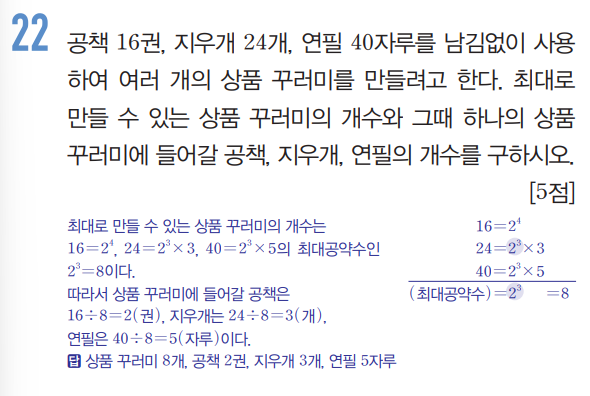 22
공책 16권, 지우개 24개, 연필 40자루를 남김없이 사용
하여 여러 개의 상품 꾸러미를 만들려고 한다. 최대로
만들 수 있는 상품 꾸러미의 개수와 그때 하나의 상품
꾸러미에 들어갈 공책, 지우개, 연필의 개수를 구하시오.
[5점]
최대로 만들 수 있는 상품 꾸러미의 개수는
16=2⁴, 24=2³×3, 40=2³×5의 최대공약수인
2³=8이다.
따라서 상품 꾸러미에 들어갈 공책은
16÷8=2(권), 지우개는 24÷8=3(개),
연필은 40÷8=5(자루)이다.
답 상품 꾸러미 8개, 공책 2권, 지우개 3개, 연필 5자루
16=2⁴
24=2³×3
40=2³×5
(최대공약수)=2³ =8